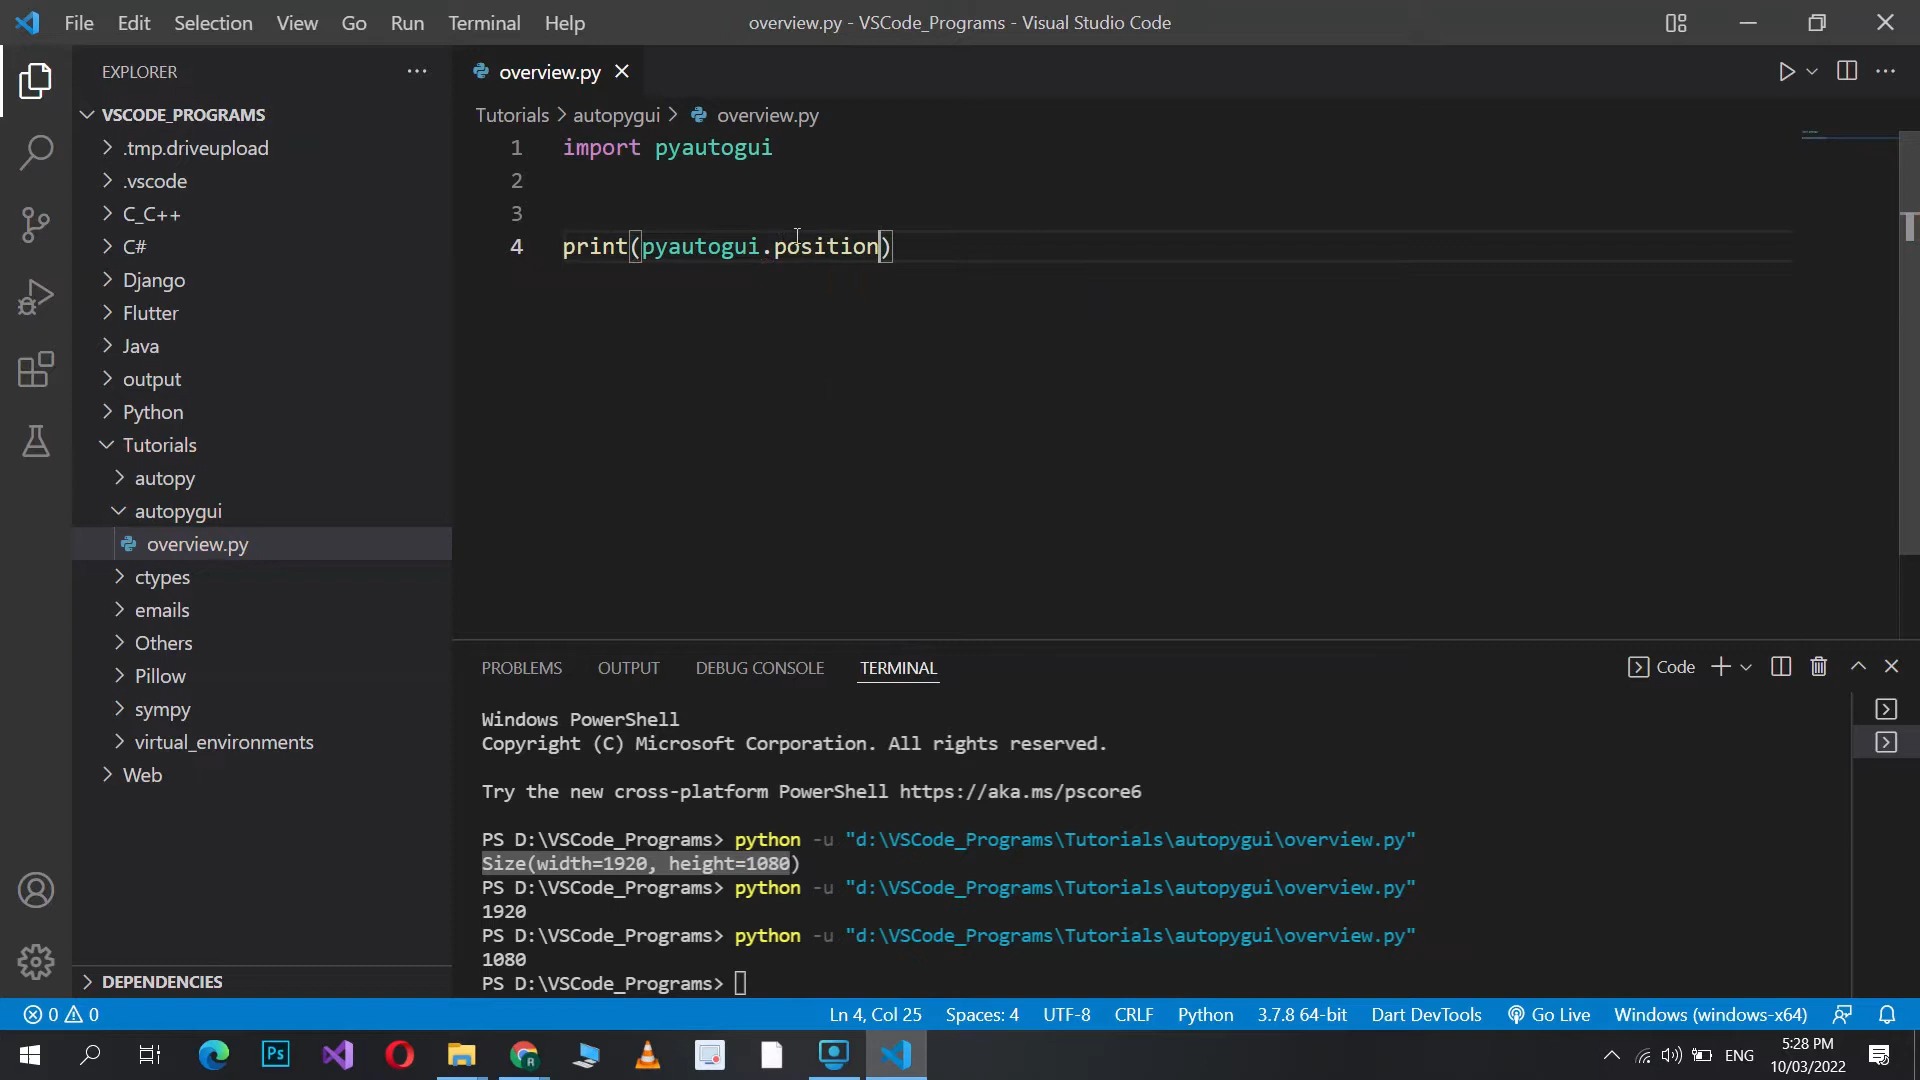 File Edit Selection View Go Run Terminal Help
overview.py - VSCode_Programs - Visual Studio Code
EXPLORER
VSCODE_PROGRAMS
.tmp.driveupload
.vscode
C_C++
C#
Django
Flutter
Java
output
Python
Tutorials
autopy
autopygui
overview.py
ctypes
emails
Others
Pillow
sympy
virtual_environments
Web
DEPENDENCIES
overview.py
Tutorials > autopygui > overview.py
1 import pyautogui
2
3
4 print(pyautogui.position)
PROBLEMS OUTPUT DEBUG CONSOLE TERMINAL
Code
Windows PowerShell
Copyright (C) Microsoft Corporation. All rights reserved.
Try the new cross-platform PowerShell https://aka.ms/pscore6
PS D:\VSCode_Programs> python -u "d:\VSCode_Programs\Tutorials\autopygui\overview.py"
Size(width=1920, height=1080)
PS D:\VSCode_Programs> python -u "d:\VSCode_Programs\Tutorials\autopygui\overview.py"
1920
PS D:\VSCode_Programs> python -u "d:\VSCode_Programs\Tutorials\autopygui\overview.py"
1080
PS D:\VSCode_Programs>
0 0 Ln 4, Col 25 Spaces: 4 UTF-8 CRLF Python 3.7.8 64-bit Dart DevTools Go Live Windows (windows-x64)
Ps
R
ENG
5:28 PM
10/03/2022